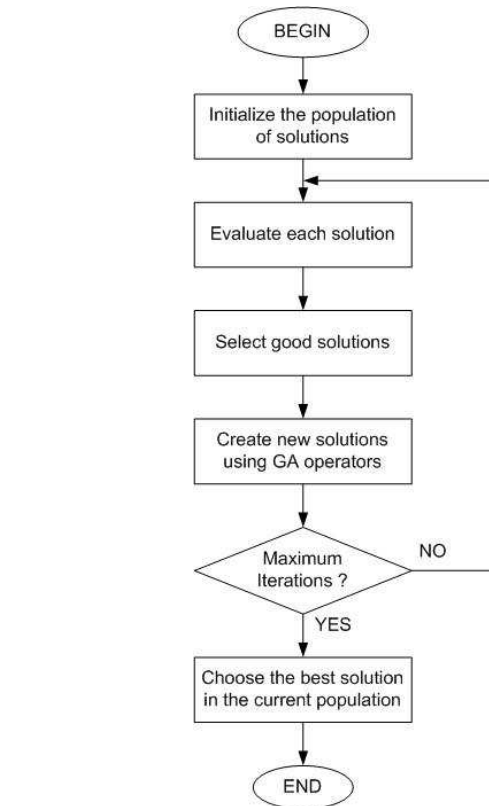 BEGIN
Initialize the population
of solutions
Evaluate each solution
Select good solutions
Create new solutions
using GA operators
Maximum
Iterations ?
NO
YES
Choose the best solution
in the current population
END